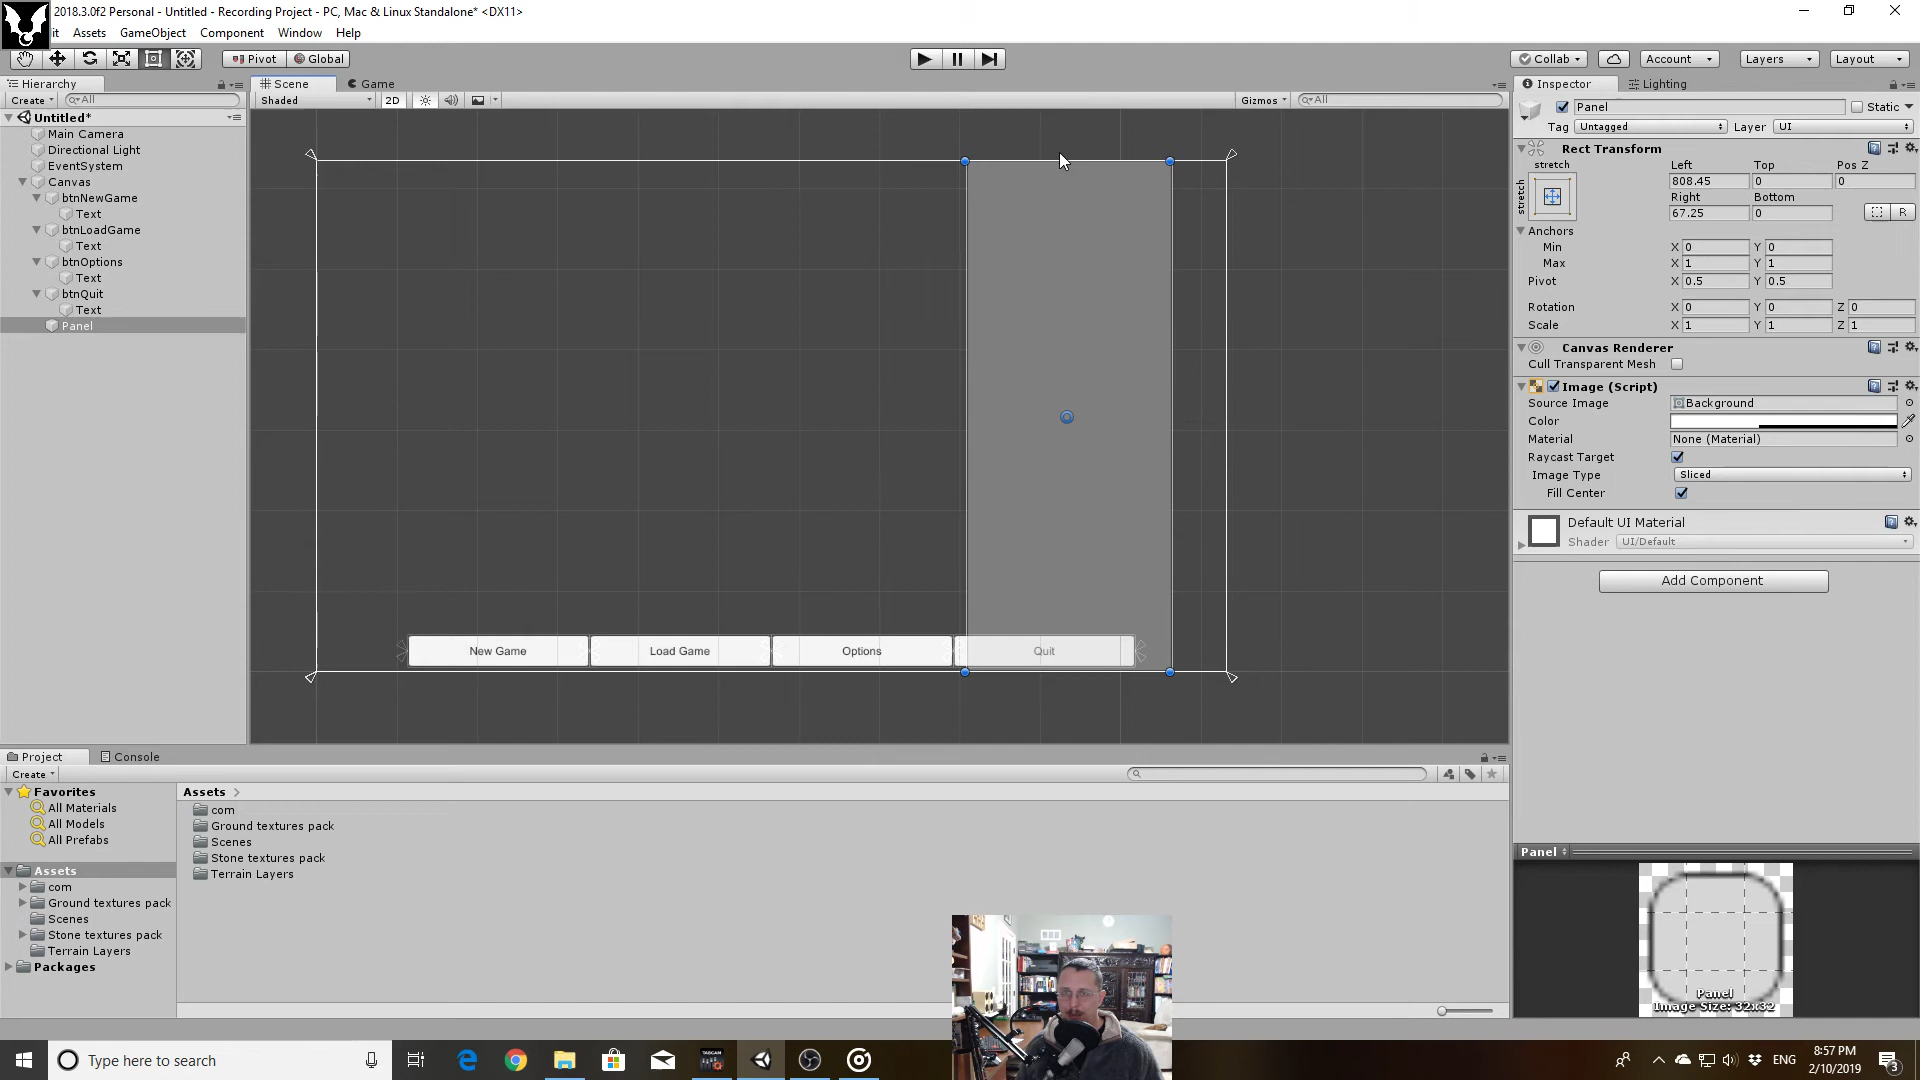 2018.3.0f2 Personal - Untitled - Recording Project - PC, Mac & Linux Standalone* <DX11>
it Assets GameObject Component Window Help
Pivot Global
Collab Account Layers Layout
Hierarchy
Create All
Untitled*
Main Camera
Directional Light
EventSystem
Canvas
btnNewGame
Text
btnLoadGame
Text
btnOptions
Text
btnQuit
Text
Panel
Scene Game
Shaded 2D Gizmos All
New Game Load Game Options Quit
Inspector Lighting
Panel Static
Tag Untagged Layer UI
Rect Transform
stretch Left Top Pos Z
stretch 808.45 0 0
Right Bottom
67.25 0 R
Anchors
Min X 0 Y 0
Max X 1 Y 1
Pivot X 0.5 Y 0.5
Rotation X 0 Y 0 Z 0
Scale X 1 Y 1 Z 1
Canvas Renderer
Cull Transparent Mesh
Image (Script)
Source Image Background
Color
Material None (Material)
Raycast Target
Image Type Sliced
Fill Center
Default UI Material
Shader UI/Default
Add Component
Panel
Panel
Image Size: 32x32
Project Console
Create
Favorites
All Materials
All Models
All Prefabs
Assets
com
Ground textures pack
Scenes
Stone textures pack
Terrain Layers
Packages
Assets
com
Ground textures pack
Scenes
Stone textures pack
Terrain Layers
Type here to search
TASCAM
ENG
8:57 PM
2/10/2019
3